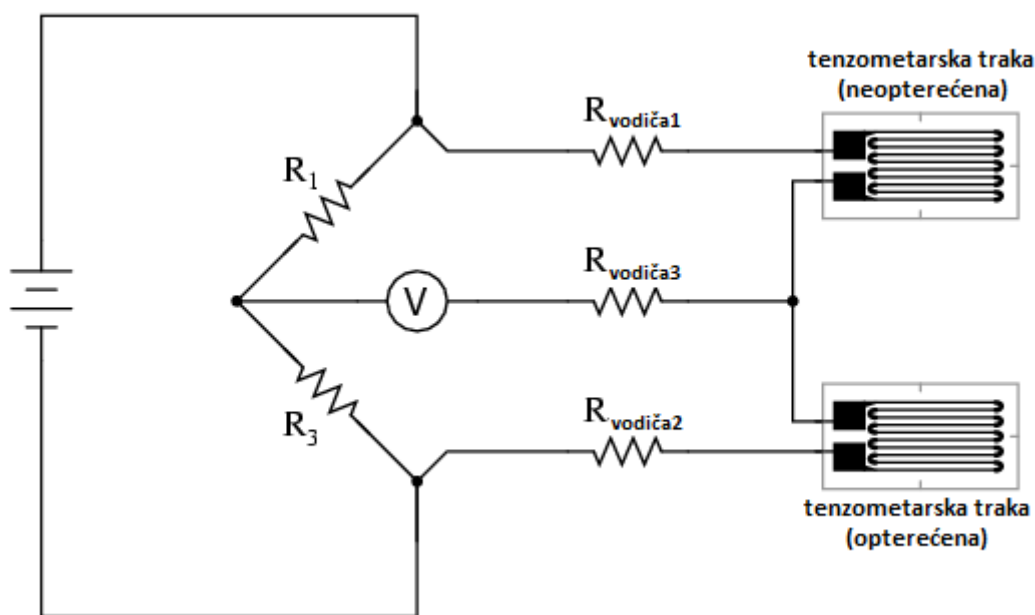 tenzometarska traka
(neopterećena)
Rvodiča1
R1
Rvodiča3
V
R3
Rvodiča2
tenzometarska traka
(opterećena)